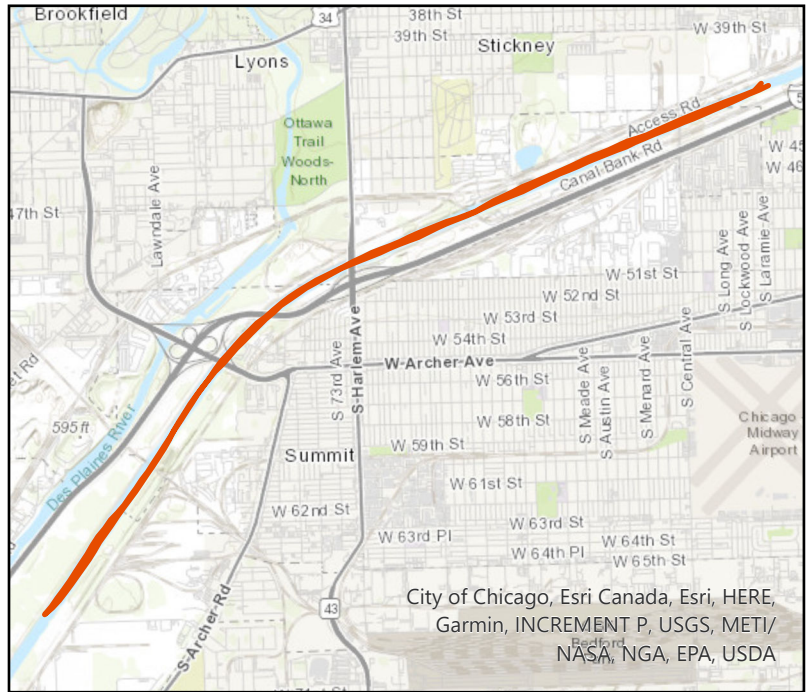 Brookfield
34
38th St
39th St
W 39th St
Stickney
Lyons
Access Rd
Ottawa
Trail
Woods-
North
Canal Bank Rd
W 45
W 46
Lawndale Ave
47th St
S Long Ave
S Lockwood Ave
S Laramie Ave
W 51st St
W 52nd St
W 53rd St
W 54th St
S Harlem Ave
S 73rd Ave
W Archer Ave
S Central Ave
S Meade Ave
S Austin Ave
S Menard Ave
W 56th St
et Rd
595 ft
W 58th St
Chicago
Midway
Airport
Des Plaines River
W 59th St
Summit
W 61st St
W 62nd St
W 63rd St
W 63rd Pl
W 64th St
W 64th Pl
W 65th St
43
S Archer Rd
City of Chicago, Esri Canada, Esri, HERE,
Garmin, INCREMENT P, USGS, METI/
NASA, NGA, EPA, USDA
Bedford